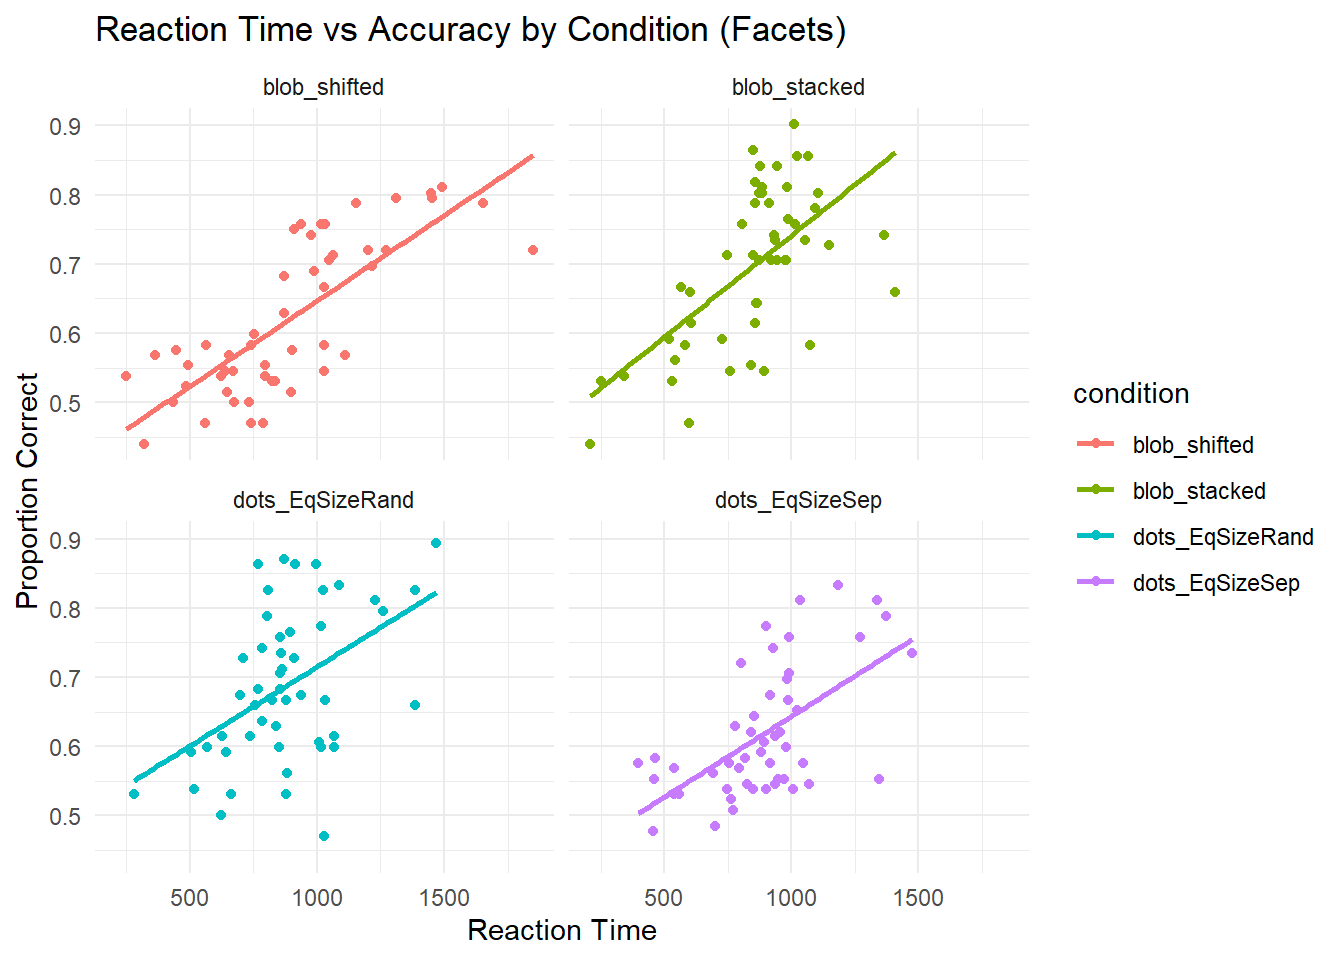 Reaction Time vs Accuracy by Condition (Facets)
blob_shifted
blob_stacked
0.9
0.8
0.7
0.6
0.5
dots_EqSizeRand
dots_EqSizeSep
0.9
0.8
0.7
0.6
0.5
500
1000
1500
500
1000
1500
Reaction Time
Proportion Correct
condition
blob_shifted
blob_stacked
dots_EqSizeRand
dots_EqSizeSep